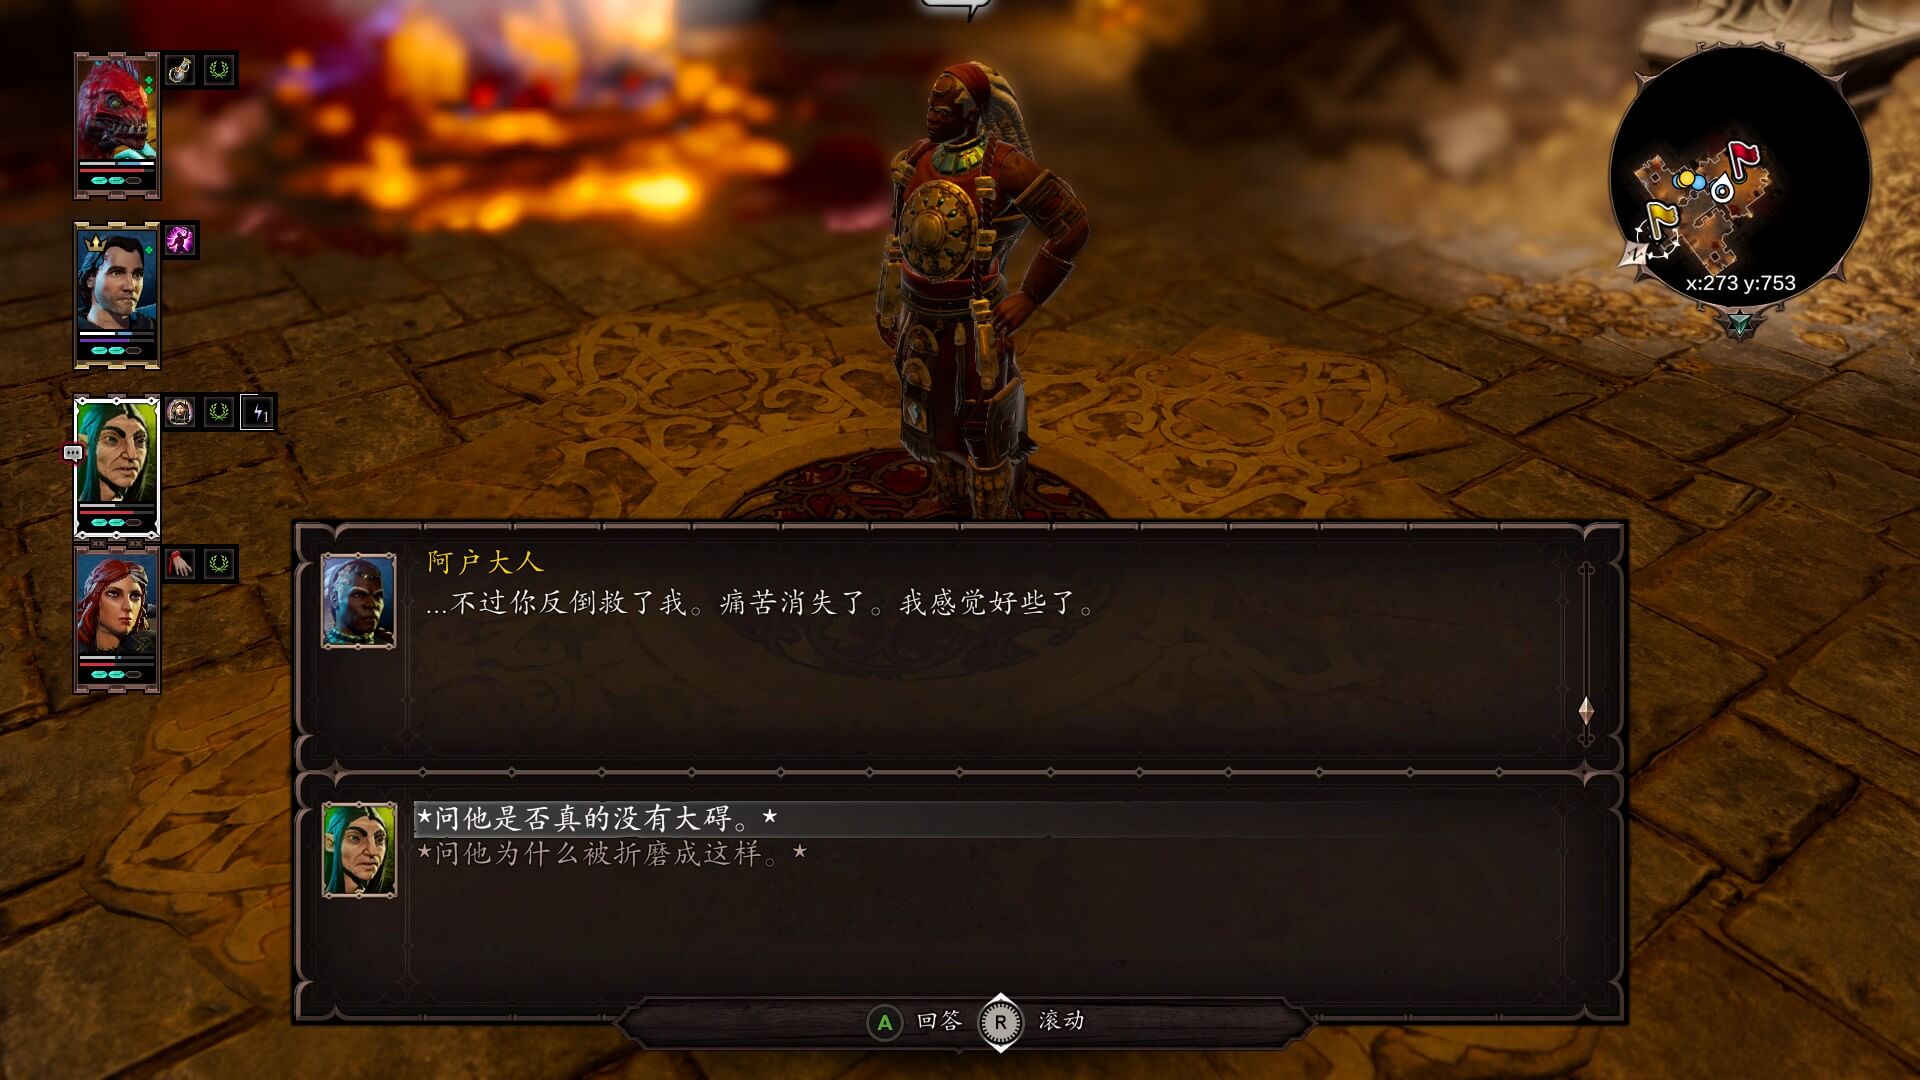 1
x:273 y:753
阿户大人
...不过你反倒救了我。痛苦消失了。我感觉好些了。
*问他是否真的没有大碍。*
*问他为什么被折磨成这样。*
A 回答 R 滚动